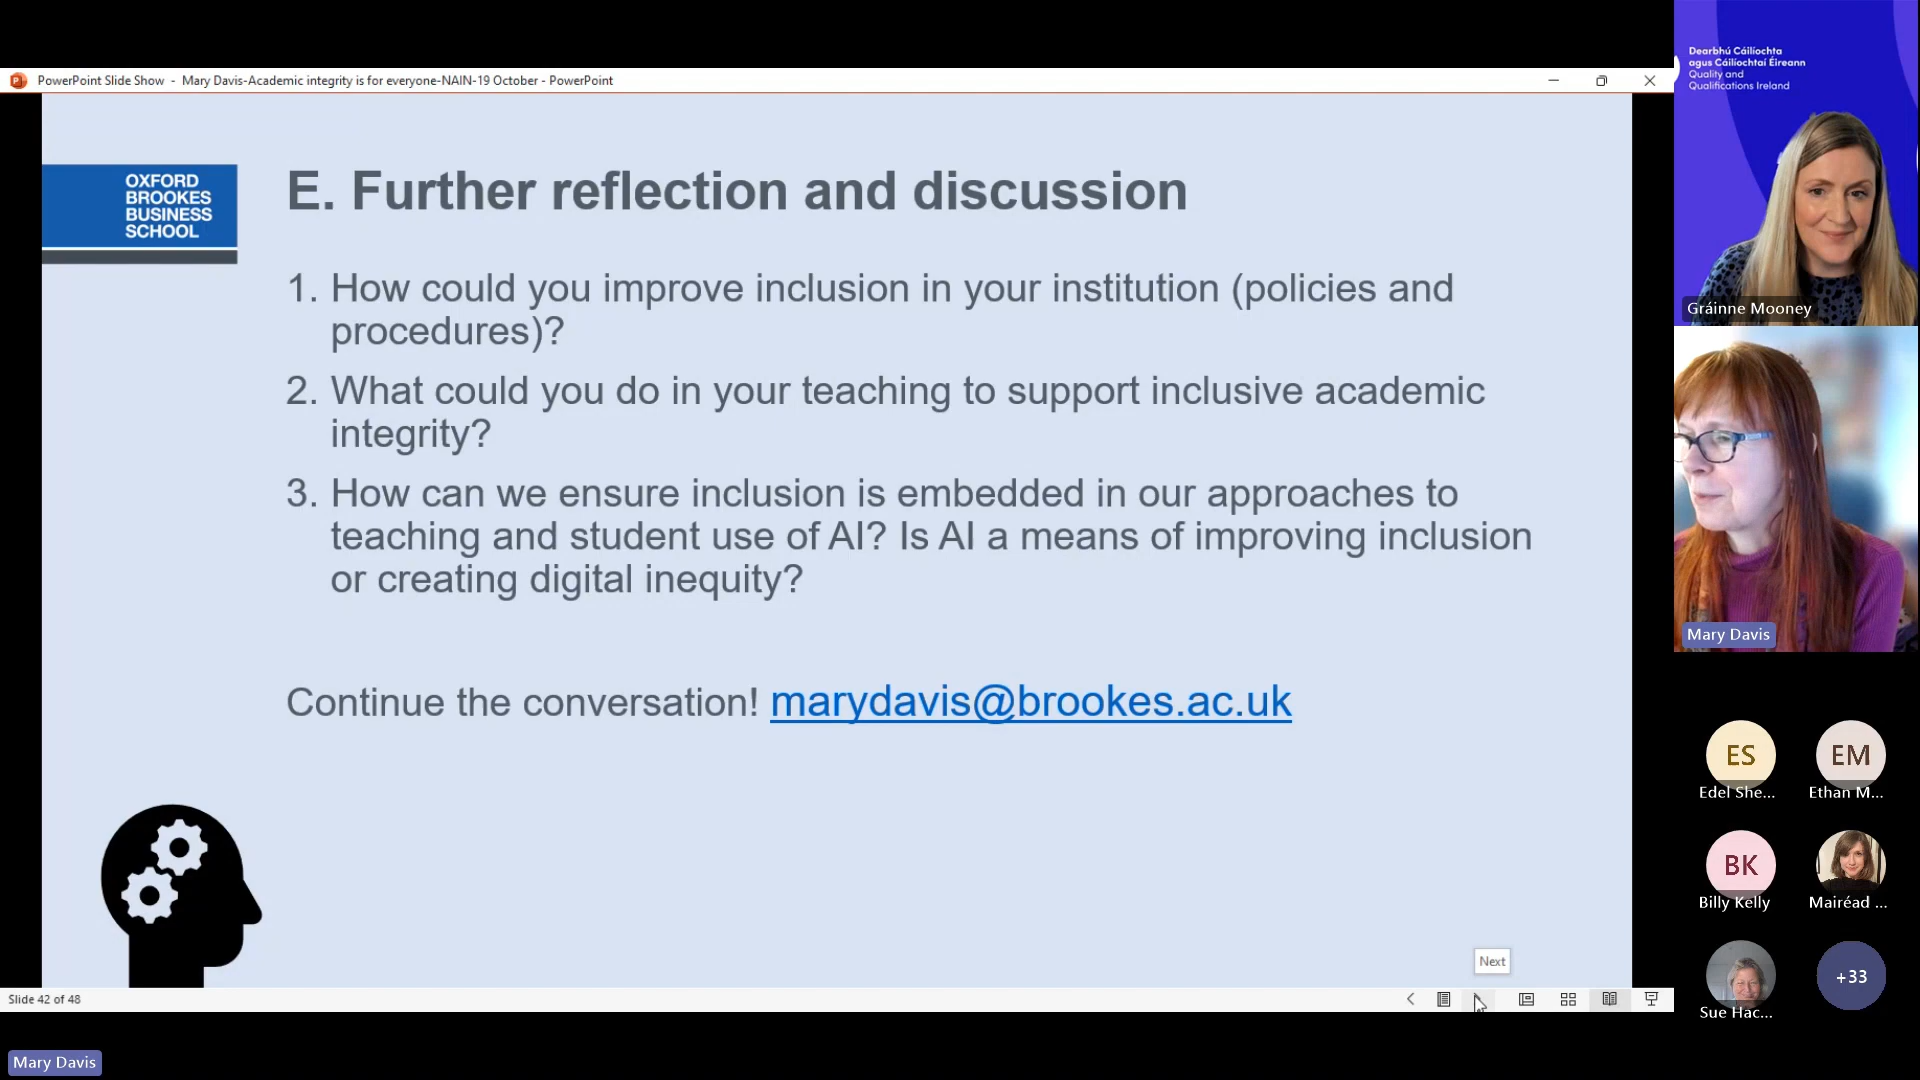 PowerPoint Slide Show - Mary Davis-Academic integrity is for everyone-NAIN-19 October - PowerPoint
OXFORD
BROOKES
BUSINESS
SCHOOL
E. Further reflection and discussion
1. How could you improve inclusion in your institution (policies and
procedures)?
2. What could you do in your teaching to support inclusive academic
integrity?
3. How can we ensure inclusion is embedded in our approaches to
teaching and student use of AI? Is AI a means of improving inclusion
or creating digital inequity?
Continue the conversation! marydavis@brookes.ac.uk
Next
Slide 42 of 48
Mary Davis
Dearbhú Cáilíochta
agus Cáilíochtaí Éireann
Quality and
Qualifications Ireland
Gráinne Mooney
Mary Davis
ES
Edel She...
EM
Ethan M...
BK
Billy Kelly
Mairéad ...
Sue Hac...
+33